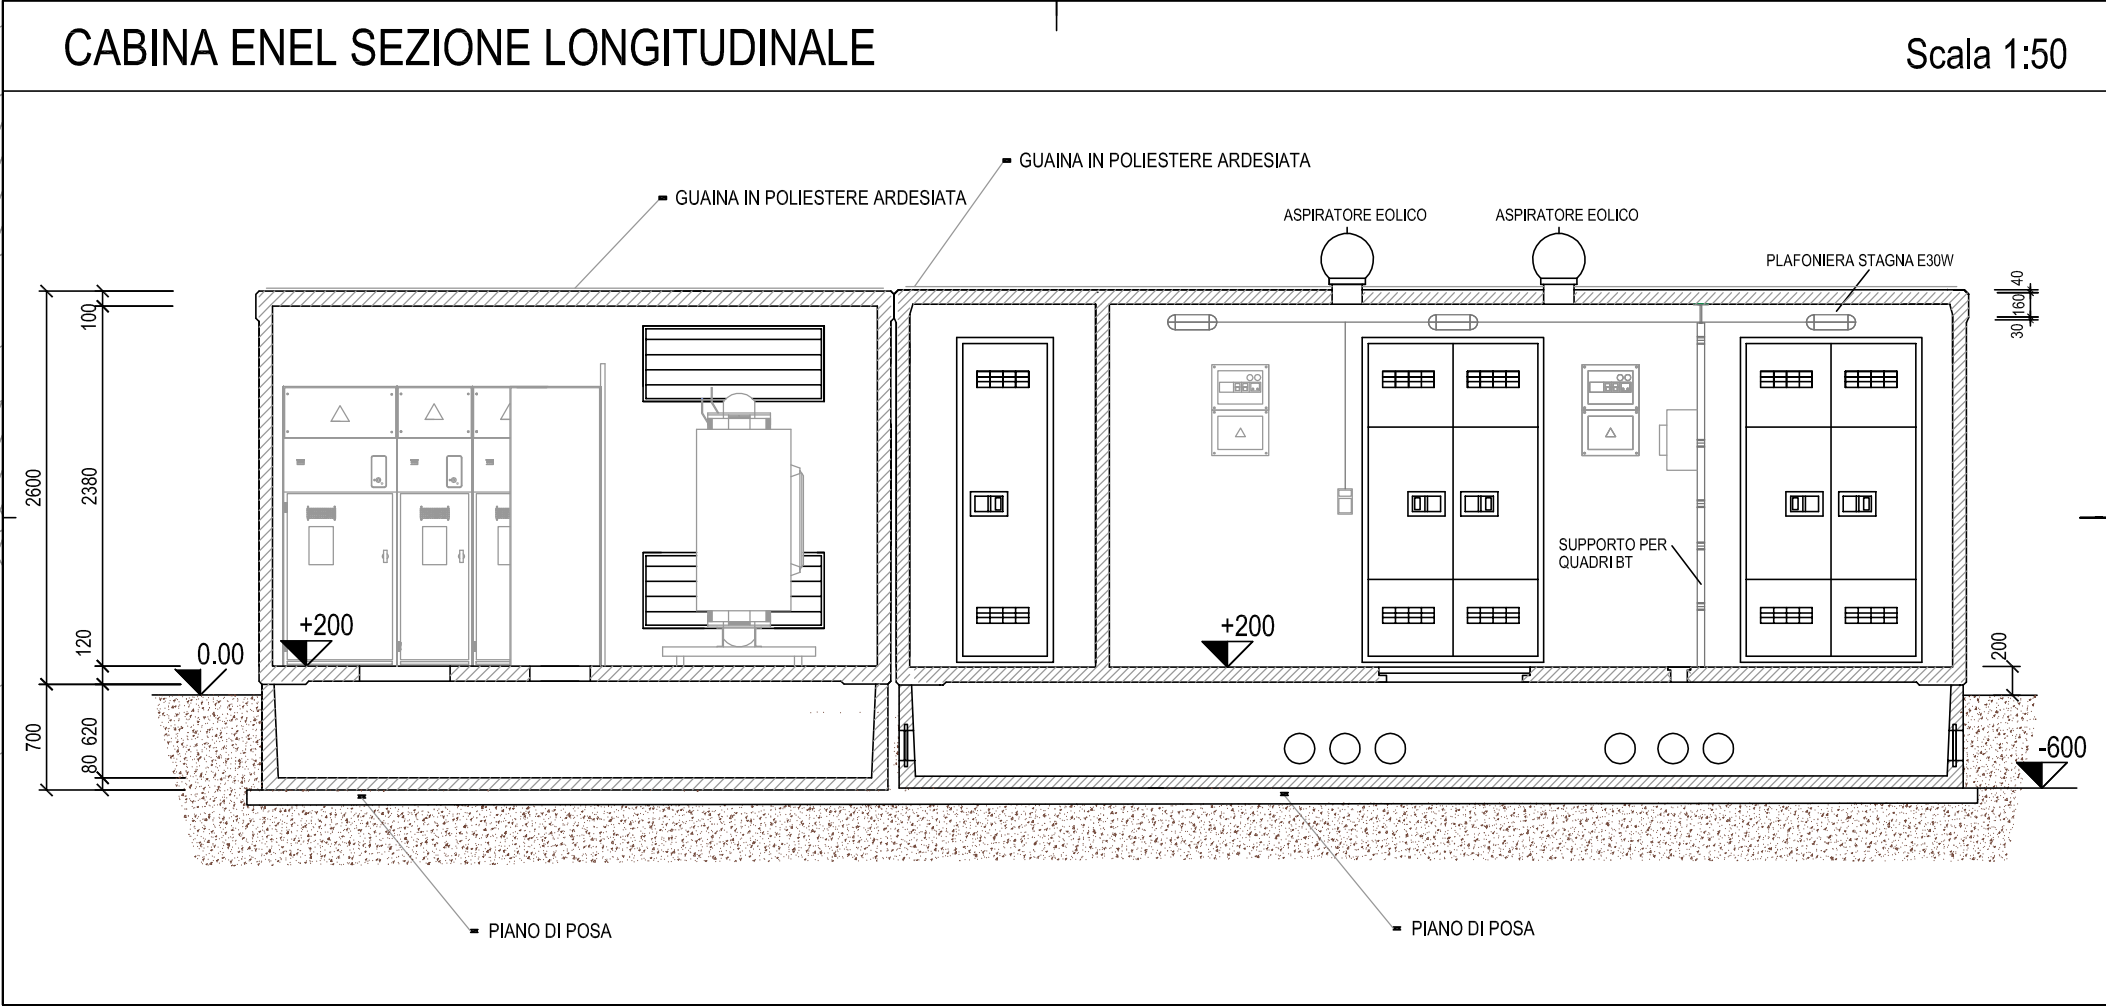 CABINA ENEL SEZIONE LONGITUDINALE
Scala 1:50
GUAINA IN POLIESTERE ARDESIATA
GUAINA IN POLIESTERE ARDESIATA
ASPIRATORE EOLICO
ASPIRATORE EOLICO
PLAFONIERA STAGNA E30W
40
160
30
100
2600
2380
120
SUPPORTO PER
QUADRI BT
+200
+200
0.00
200
700
620
80
-600
PIANO DI POSA
PIANO DI POSA